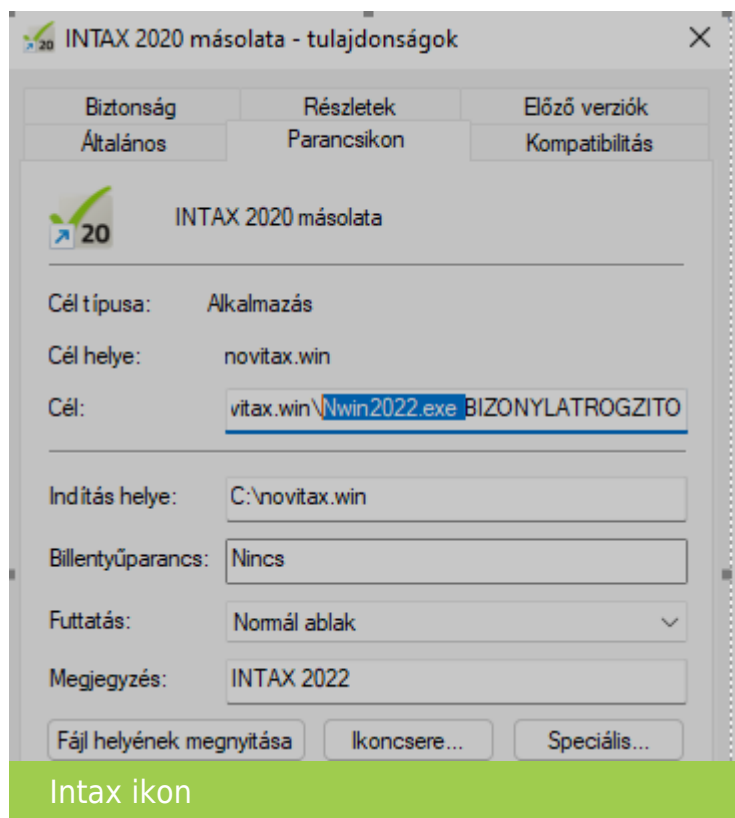 20 INTAX 2020 másolata - tulajdonságok
Biztonság Részletek Előző verziók
Általános Parancsikon Kompatibilitás
20 INTAX 2020 másolata
Cél típusa: Alkalmazás
Cél helye: novitax.win
Cél: vitax.win\Nwin2022.exe BIZONYLATROGZITO
Indítás helye: C:\novitax.win
Billentyűparancs: Nincs
Futtatás: Normál ablak
Megjegyzés: INTAX 2022
Fájl helyének megnyitása Ikoncsere... Speciális...
Intax ikon